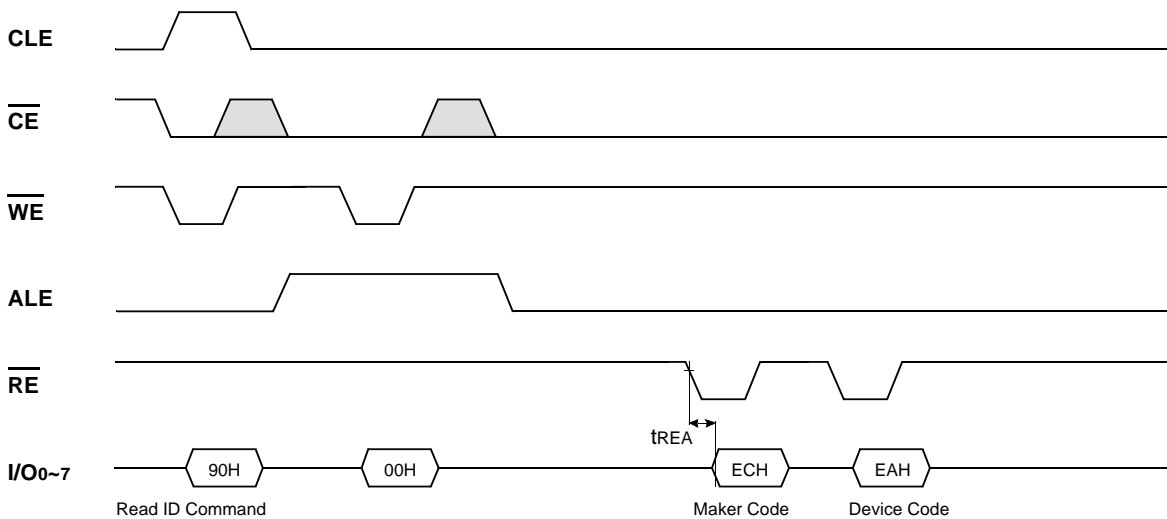 CLE
CE
WE
ALE
RE
tREA
I/O0~7
90H
00H
ECH
EAH
Read ID Command
Maker Code
Device Code